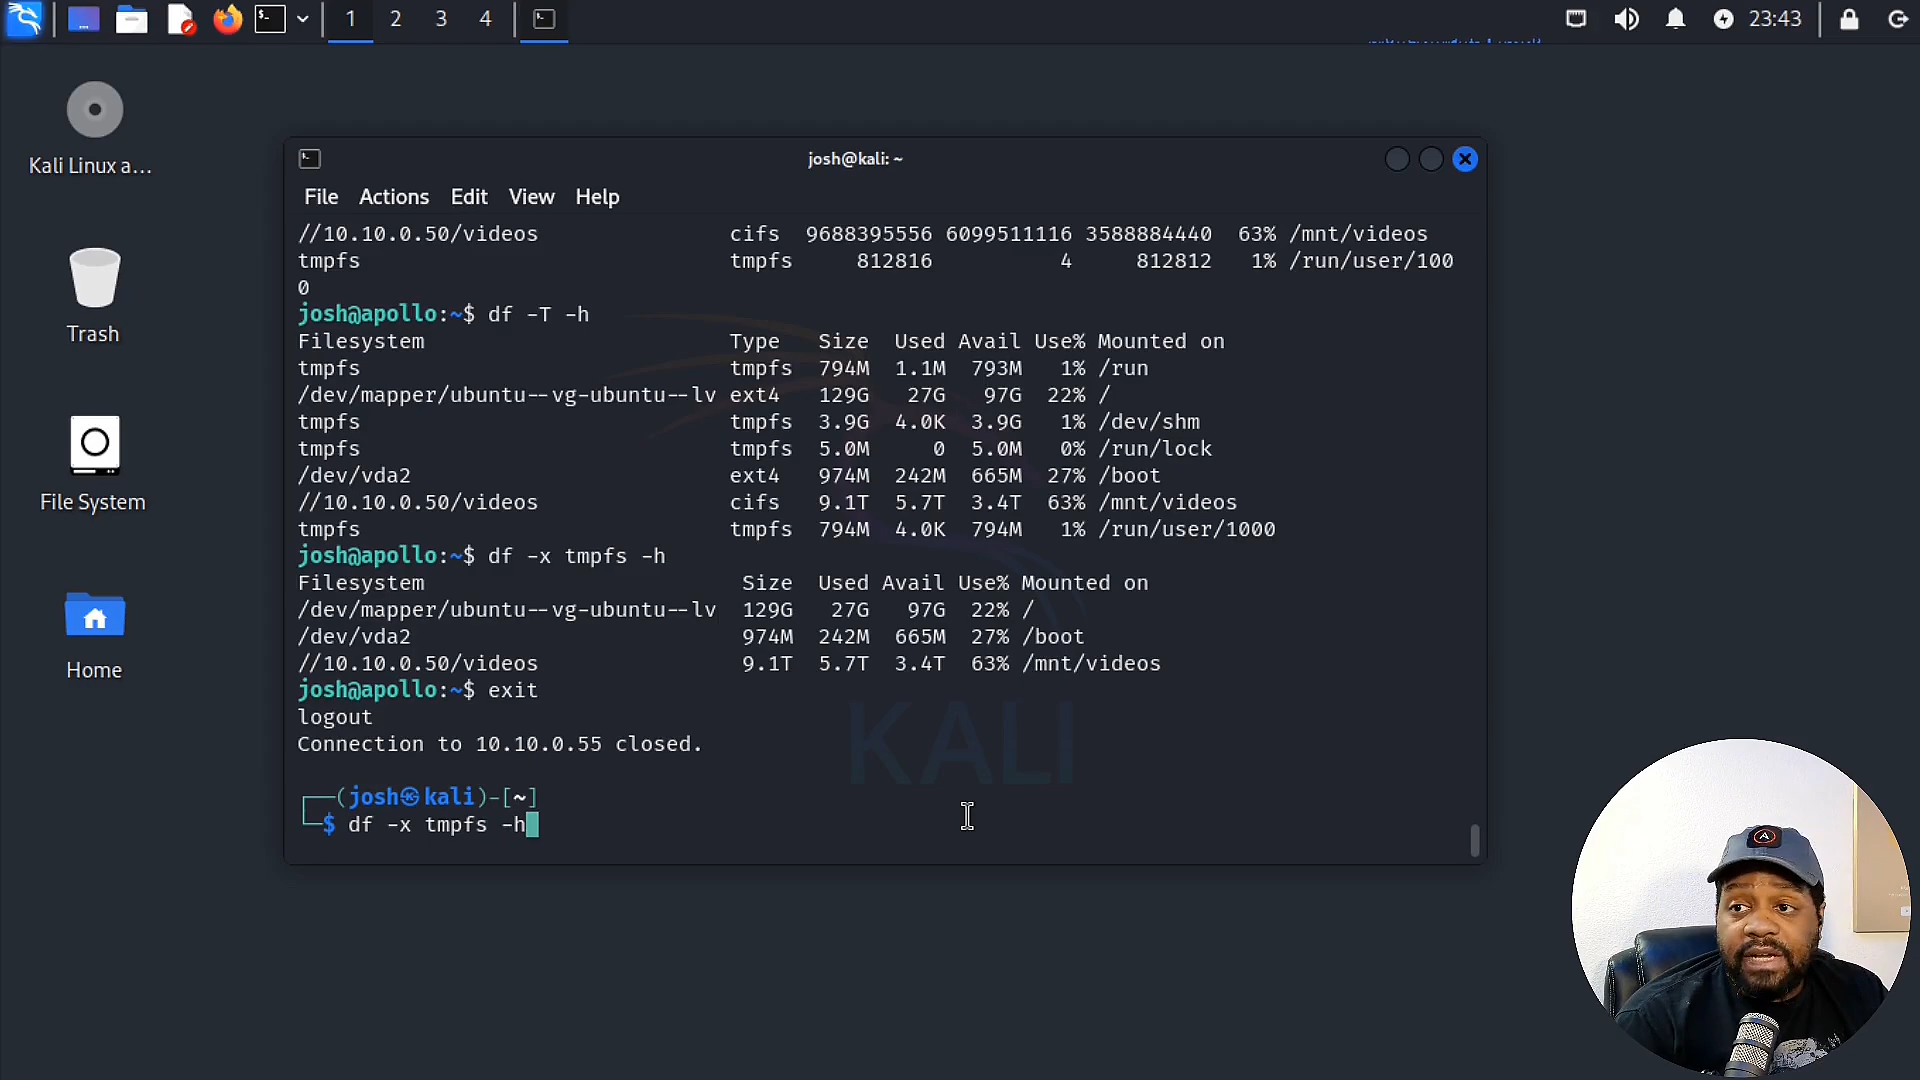 1 2 3 4 23:43
Kali Linux a...
Trash
File System
Home
josh@kali: ~
File Actions Edit View Help
//10.10.0.50/videos cifs 9688395556 6099511116 3588884440 63% /mnt/videos
tmpfs tmpfs 812816 4 812812 1% /run/user/100
0
josh@apollo:~$ df -T -h
Filesystem Type Size Used Avail Use% Mounted on
tmpfs tmpfs 794M 1.1M 793M 1% /run
/dev/mapper/ubuntu--vg-ubuntu--lv ext4 129G 27G 97G 22% /
tmpfs tmpfs 3.9G 4.0K 3.9G 1% /dev/shm
tmpfs tmpfs 5.0M 0 5.0M 0% /run/lock
/dev/vda2 ext4 974M 242M 665M 27% /boot
//10.10.0.50/videos cifs 9.1T 5.7T 3.4T 63% /mnt/videos
tmpfs tmpfs 794M 4.0K 794M 1% /run/user/1000
josh@apollo:~$ df -x tmpfs -h
Filesystem Size Used Avail Use% Mounted on
/dev/mapper/ubuntu--vg-ubuntu--lv 129G 27G 97G 22% /
/dev/vda2 974M 242M 665M 27% /boot
//10.10.0.50/videos 9.1T 5.7T 3.4T 63% /mnt/videos
josh@apollo:~$ exit
logout
Connection to 10.10.0.55 closed.
┌──(josh㉿kali)-[~]
└─$ df -x tmpfs -h
KALI
A